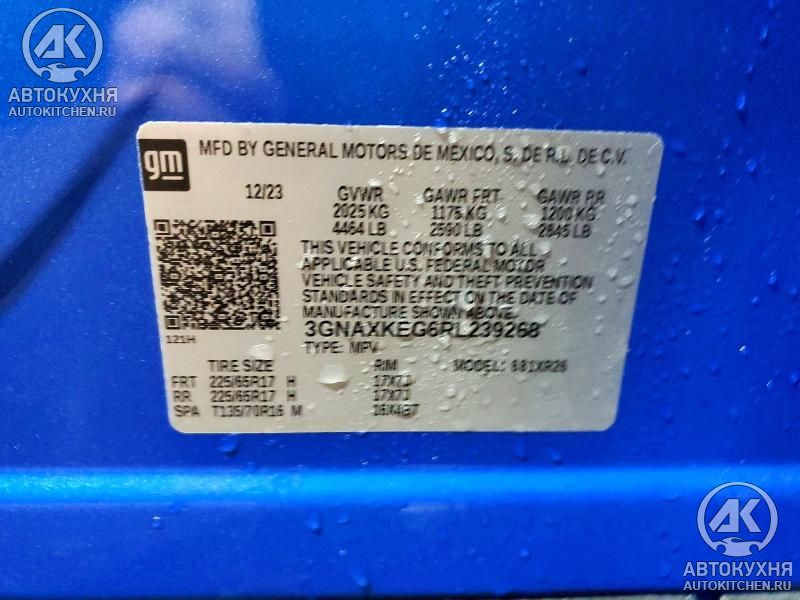 АК
АВТОКУХНЯ
AUTOKITCHEN.RU
gm MFD BY GENERAL MOTORS DE MEXICO, S. DE R.L. DE C.V.
12/23 GVWR GAWR FRT GAWR RR
2025 KG 1175 KG 1200 KG
4464 LB 2590 LB 2645 LB
THIS VEHICLE CONFORMS TO ALL
APPLICABLE U.S. FEDERAL MOTOR
VEHICLE SAFETY AND THEFT PREVENTION
STANDARDS IN EFFECT ON THE DATE OF
MANUFACTURE SHOWN ABOVE.
3GNAXKEG6RL239268
121H TYPE: MPV MODEL:
TIRE SIZE RIM
FRT 225/65R17 H 17X7J
RR 225/65R17 H 17X7J
SPA T135/70R16 M 16X4BT
АК
АВТОКУХНЯ
AUTOKITCHEN.RU